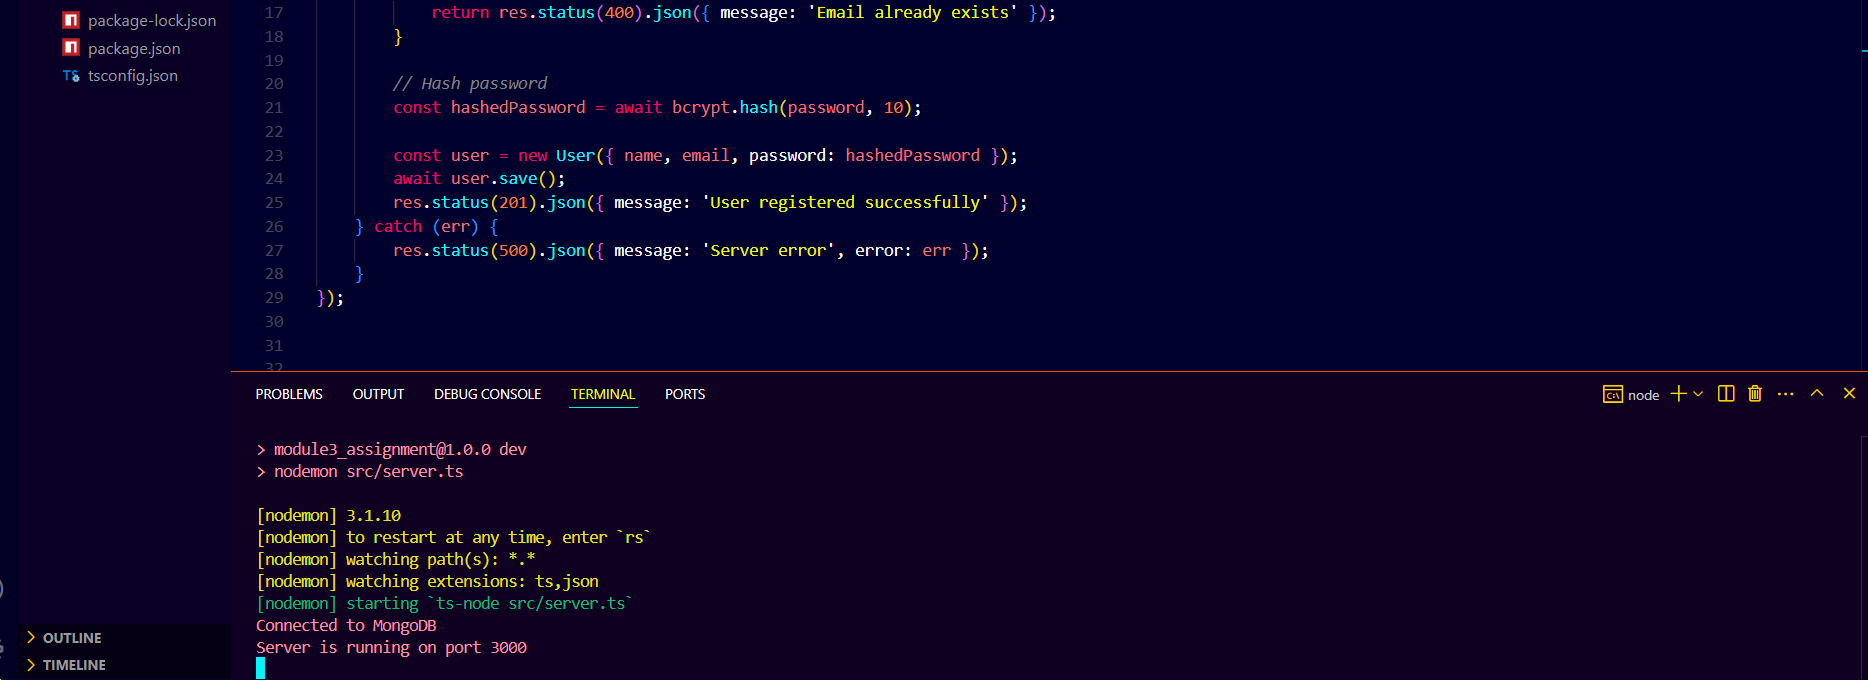 package-lock.json
package.json
tsconfig.json
OUTLINE
TIMELINE
17 return res.status(400).json({ message: 'Email already exists' });
18 }
19
20 // Hash password
21 const hashedPassword = await bcrypt.hash(password, 10);
22
23 const user = new User({ name, email, password: hashedPassword });
24 await user.save();
25 res.status(201).json({ message: 'User registered successfully' });
26 } catch (err) {
27 res.status(500).json({ message: 'Server error', error: err });
28 }
29 });
30
31
32
PROBLEMS OUTPUT DEBUG CONSOLE TERMINAL PORTS node
> module3_assignment@1.0.0 dev
> nodemon src/server.ts
[nodemon] 3.1.10
[nodemon] to restart at any time, enter `rs`
[nodemon] watching path(s): *.*
[nodemon] watching extensions: ts,json
[nodemon] starting `ts-node src/server.ts`
Connected to MongoDB
Server is running on port 3000